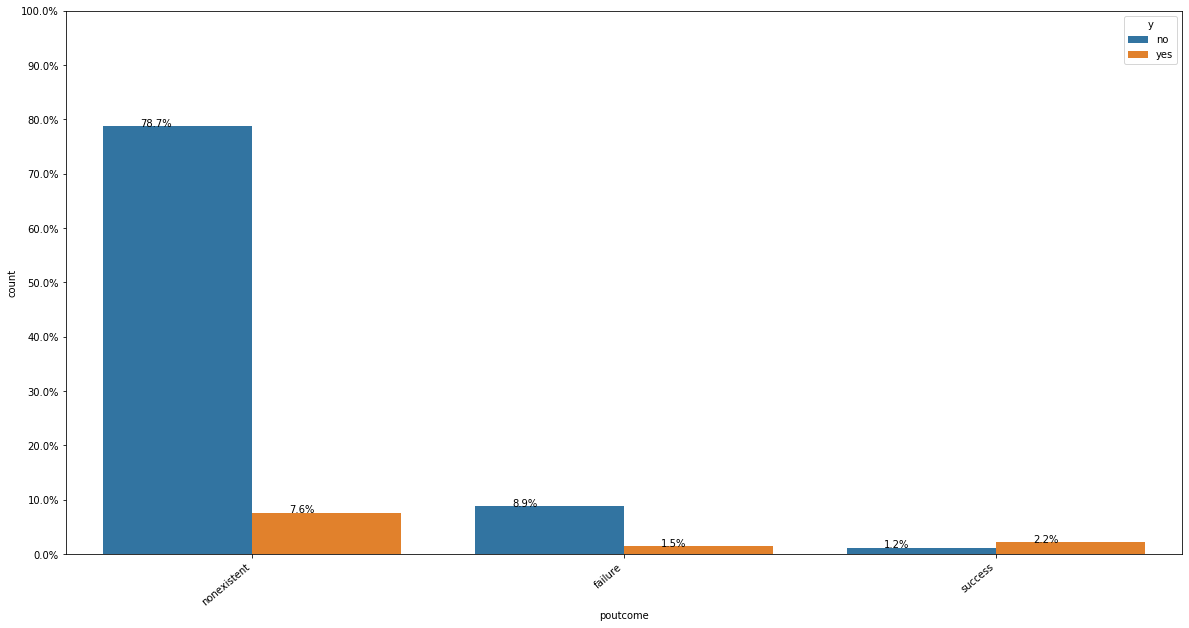 100.0%
90.0%
80.0%
70.0%
60.0%
50.0%
40.0%
30.0%
20.0%
10.0%
0.0%
count
y
no
yes
78.7%
7.6%
8.9%
1.5%
1.2%
2.2%
nonexistent
failure
success
poutcome